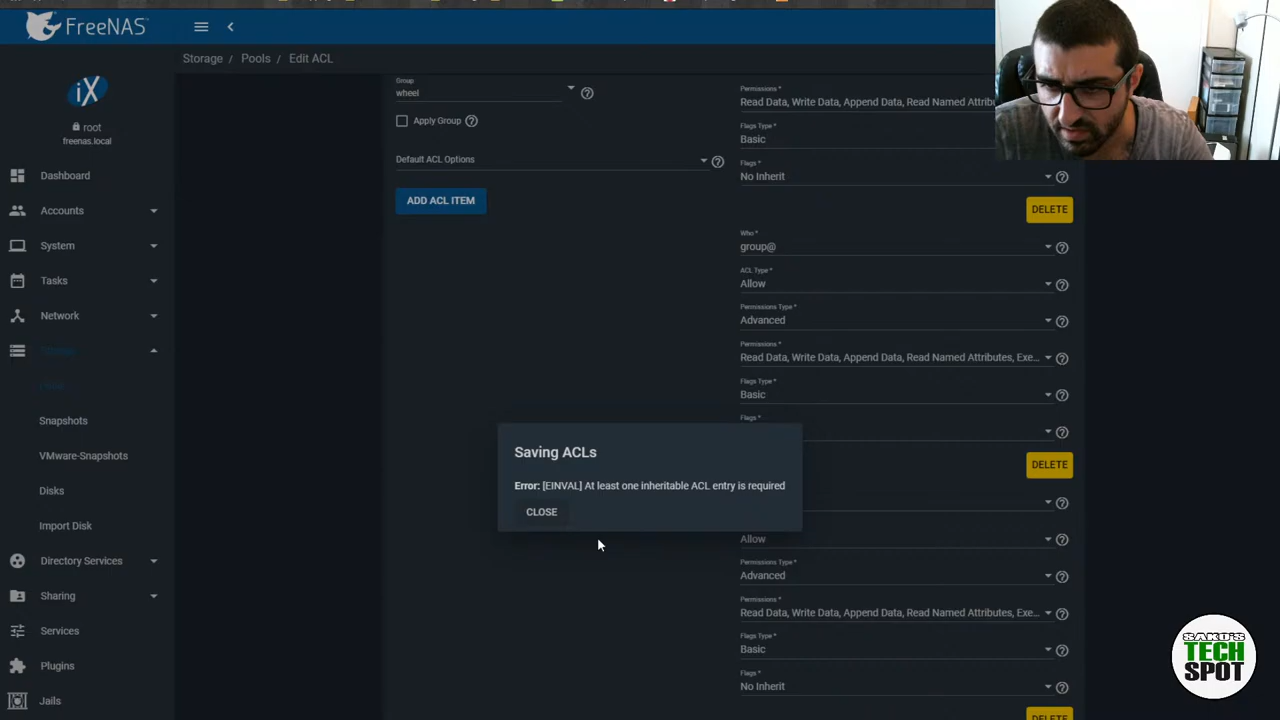 FreeNAS
Storage / Pools / Edit ACL
iX
root
freenas.local
Dashboard
Accounts
System
Tasks
Network
Snapshots
VMware-Snapshots
Disks
Import Disk
Directory Services
Sharing
Services
Plugins
Jails
Group
wheel
Apply Group
Default ACL Options
ADD ACL ITEM
Permissions *
Read Data, Write Data, Append Data, Read Named Attribut
Flags Type *
Basic
Flags *
No Inherit
DELETE
Who *
group@
ACL Type *
Allow
Permissions Type *
Advanced
Permissions *
Read Data, Write Data, Append Data, Read Named Attributes, Exe...
Flags Type *
Basic
Flags *
DELETE
Allow
Permissions Type *
Advanced
Permissions *
Read Data, Write Data, Append Data, Read Named Attributes, Exe...
Flags Type *
Basic
Flags *
No Inherit
DELETE
Saving ACLs
Error: [EINVAL] At least one inheritable ACL entry is required
CLOSE
SAKO'S
TECH
SPOT